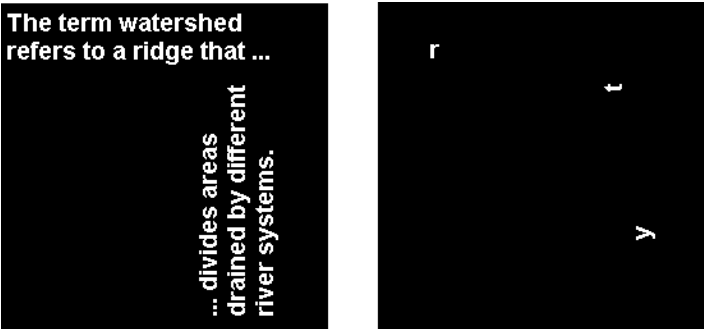 The term watershed
refers to a ridge that ...
... divides areas
drained by different
river systems.
r
t
y